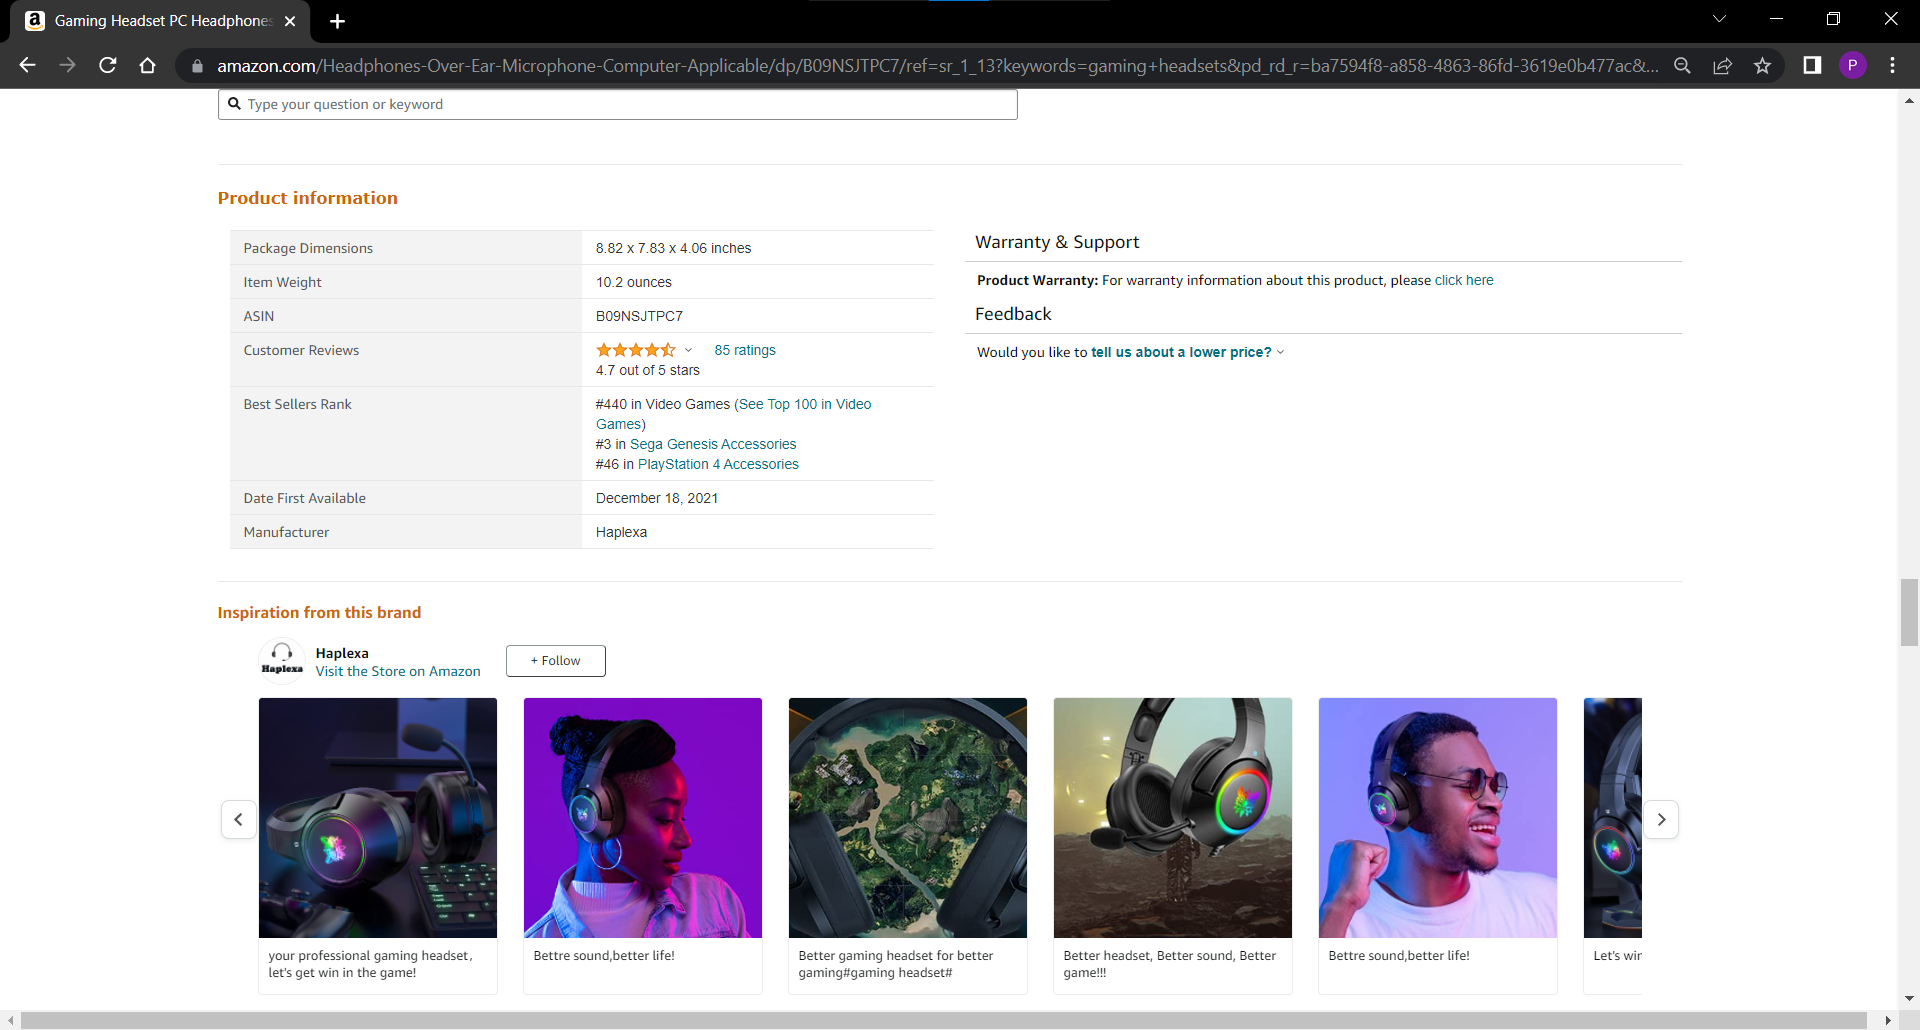 Gaming Headset PC Headphones
amazon.com/Headphones-Over-Ear-Microphone-Computer-Applicable/dp/B09NSJTPC7/ref=sr_1_13?keywords=gaming+headsets&pd_rd_r=ba7594f8-a858-4863-86fd-3619e0b477ac&...
P
Type your question or keyword
Product information
Package Dimensions 8.82 x 7.83 x 4.06 inches
Item Weight 10.2 ounces
ASIN B09NSJTPC7
Customer Reviews 85 ratings
4.7 out of 5 stars
Best Sellers Rank #440 in Video Games (See Top 100 in Video
Games)
#3 in Sega Genesis Accessories
#46 in PlayStation 4 Accessories
Date First Available December 18, 2021
Manufacturer Haplexa
Warranty & Support
Product Warranty: For warranty information about this product, please click here
Feedback
Would you like to tell us about a lower price?
Inspiration from this brand
Haplexa
Haplexa
Visit the Store on Amazon
+ Follow
your professional gaming headset,
let's get win in the game!
Bettre sound,better life!
Better gaming headset for better
gaming#gaming headset#
Better headset, Better sound, Better
game!!!
Bettre sound,better life!
Let's win